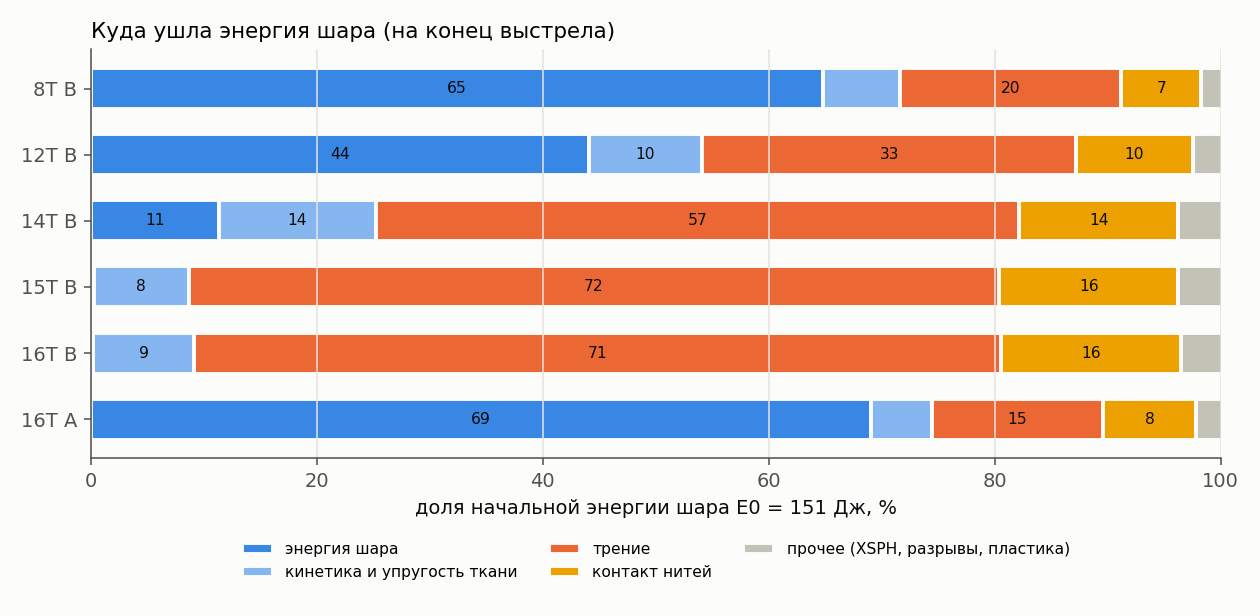 Куда ушла энергия шара (на конец выстрела)
8Т В 65 20 7
12Т В 44 10 33 10
14Т В 11 14 57 14
15Т В 8 72 16
16Т В 9 71 16
16Т А 69 15 8
0 20 40 60 80 100
доля начальной энергии шара E0 = 151 Дж, %
энергия шара трение прочее (XSPH, разрывы, пластика)
кинетика и упругость ткани контакт нитей